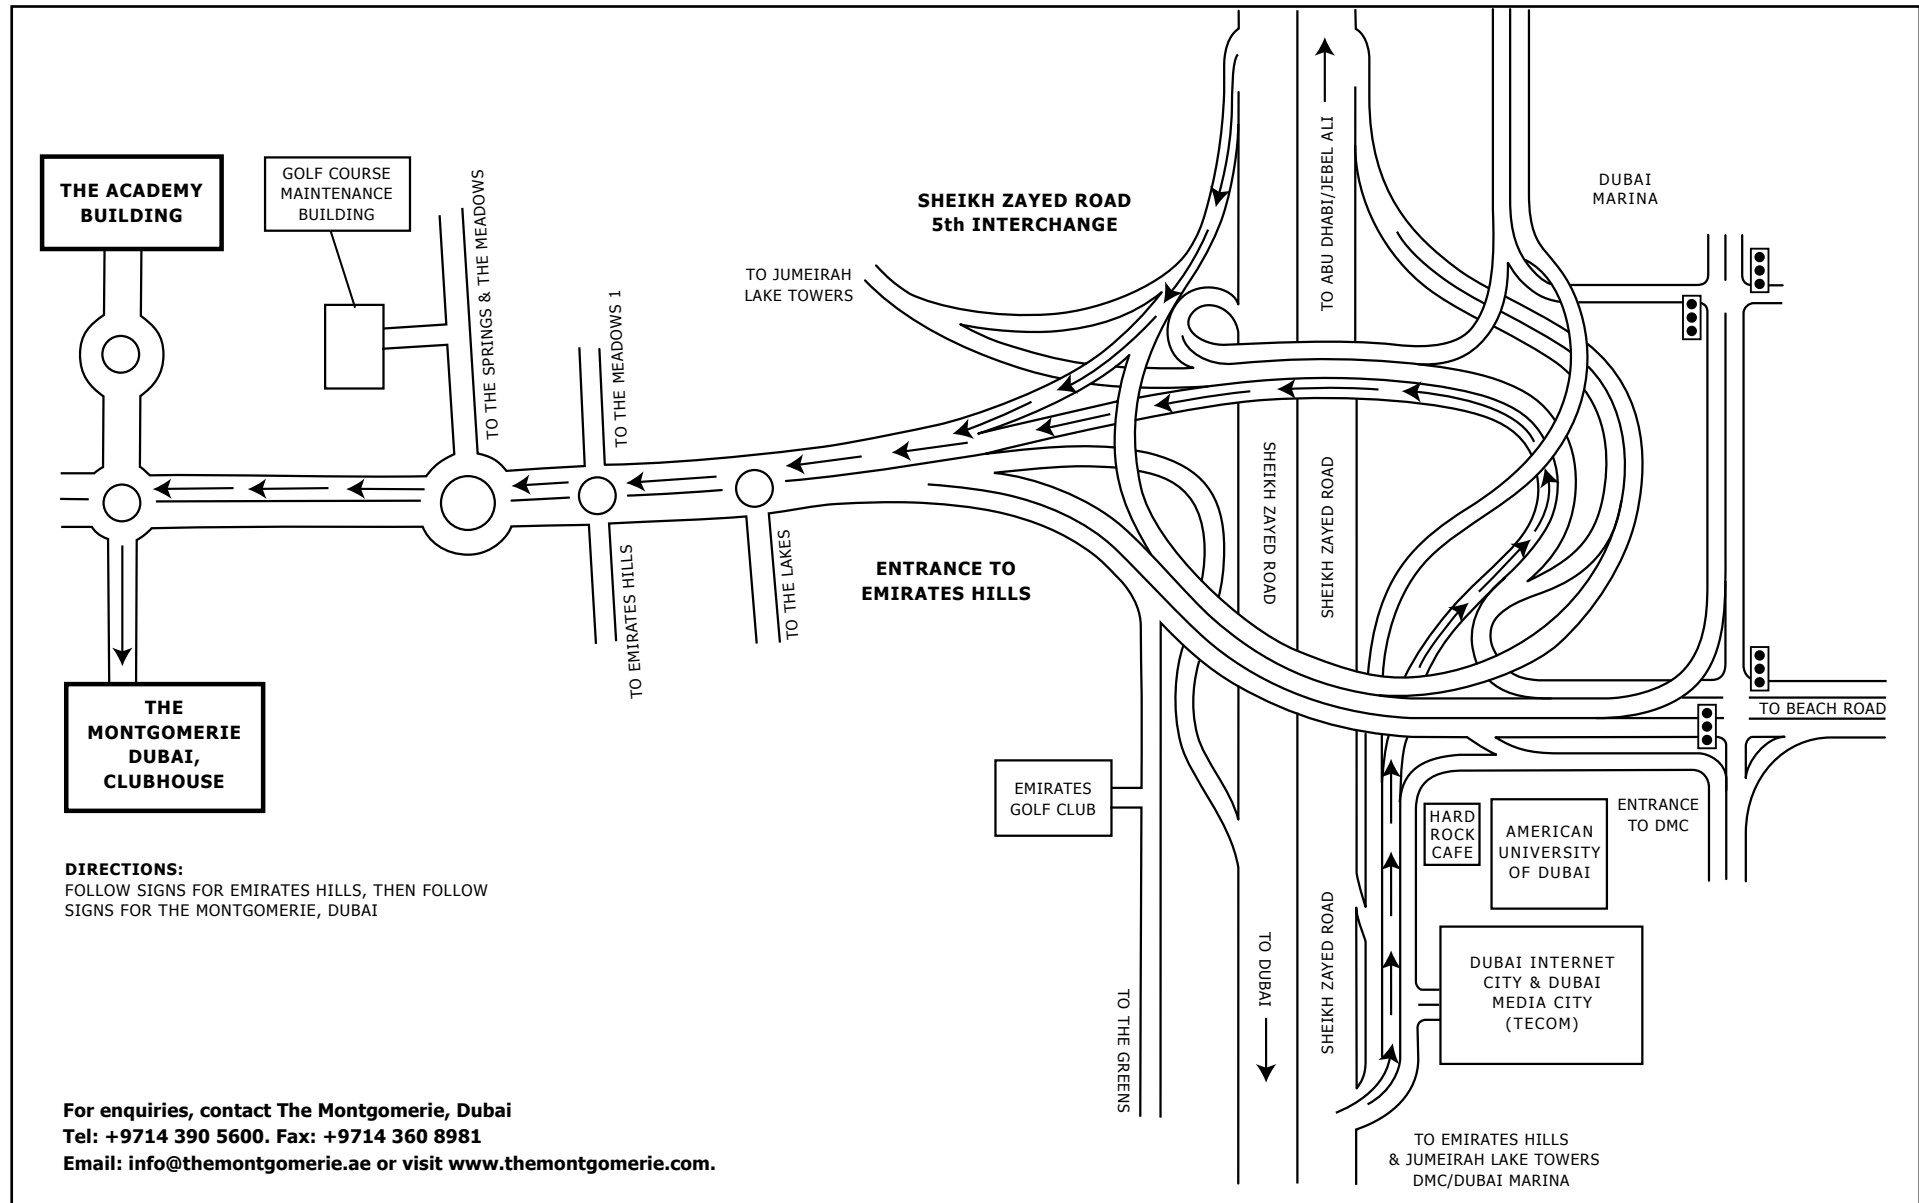 THE ACADEMY
BUILDING
GOLF COURSE
MAINTENANCE
BUILDING
TO THE SPRINGS & THE MEADOWS
TO THE MEADOWS 1
SHEIKH ZAYED ROAD
5th INTERCHANGE
TO JUMEIRAH
LAKE TOWERS
TO ABU DHABI/JEBEL ALI
DUBAI
MARINA
SHEIKH ZAYED ROAD
SHEIKH ZAYED ROAD
ENTRANCE TO
EMIRATES HILLS
TO EMIRATES HILLS
TO THE LAKES
THE
MONTGOMERIE
DUBAI,
CLUBHOUSE
TO BEACH ROAD
EMIRATES
GOLF CLUB
HARD
ROCK
CAFE
AMERICAN
UNIVERSITY
OF DUBAI
ENTRANCE
TO DMC
DIRECTIONS:
FOLLOW SIGNS FOR EMIRATES HILLS, THEN FOLLOW
SIGNS FOR THE MONTGOMERIE, DUBAI
TO THE GREENS
TO DUBAI
SHEIKH ZAYED ROAD
DUBAI INTERNET
CITY & DUBAI
MEDIA CITY
(TECOM)
For enquiries, contact The Montgomerie, Dubai
Tel: +9714 390 5600. Fax: +9714 360 8981
Email: info@themontgomerie.ae or visit www.themontgomerie.com.
TO EMIRATES HILLS
& JUMEIRAH LAKE TOWERS
DMC/DUBAI MARINA